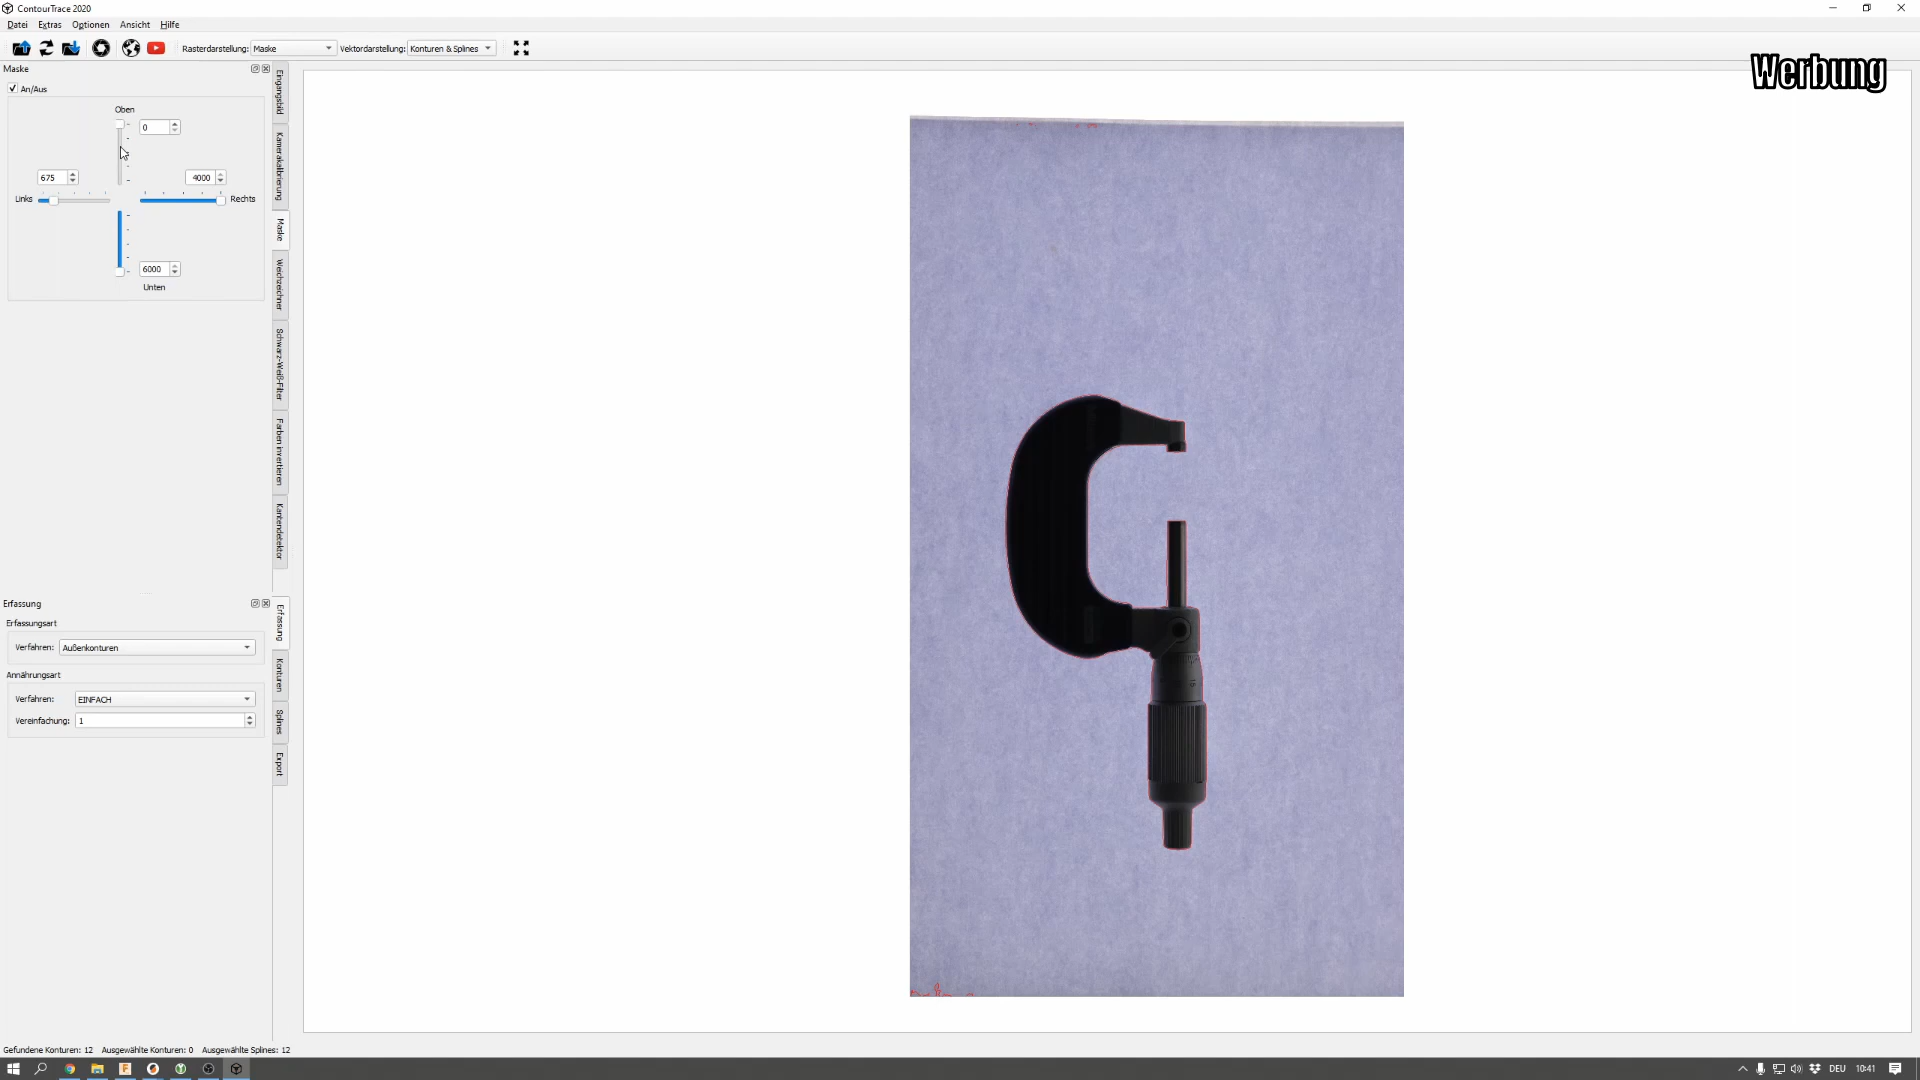 ContourTrace 2020
Datei Extras Optionen Ansicht Hilfe
Rasterdarstellung: Maske Vektordarstellung: Konturen & Splines
Werbung
Maske
An/Aus
Oben
0
675 4000
Links Rechts
6000
Unten
Eingangsbild
Kamerakalibrierung
Maske
Weichzeichner
Schwarz-Weiß-Filter
Farben invertieren
Kantendetektor
Erfassung
Erfassungsart
Verfahren: Außenkonturen
Annährungsart
Verfahren: EINFACH
Vereinfachung: 1
Erfassung
Konturen
Splines
Export
Gefundene Konturen: 12 Ausgewählte Konturen: 0 Ausgewählte Splines: 12
DEU 10:41